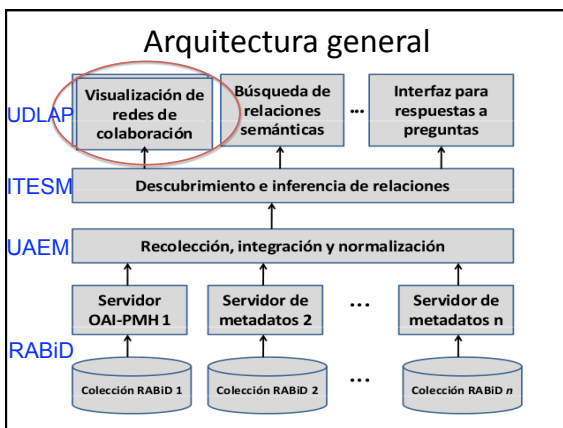 Arquitectura general
UDLAP
Visualización de
redes de
colaboración
Búsqueda de
relaciones
semánticas
...
Interfaz para
respuestas a
preguntas
ITESM
Descubrimiento e inferencia de relaciones
UAEM
Recolección, integración y normalización
RABiD
Servidor
OAI-PMH 1
Servidor de
metadatos 2
...
Servidor de
metadatos n
Colección RABiD 1
Colección RABiD 2
...
Colección RABiD n